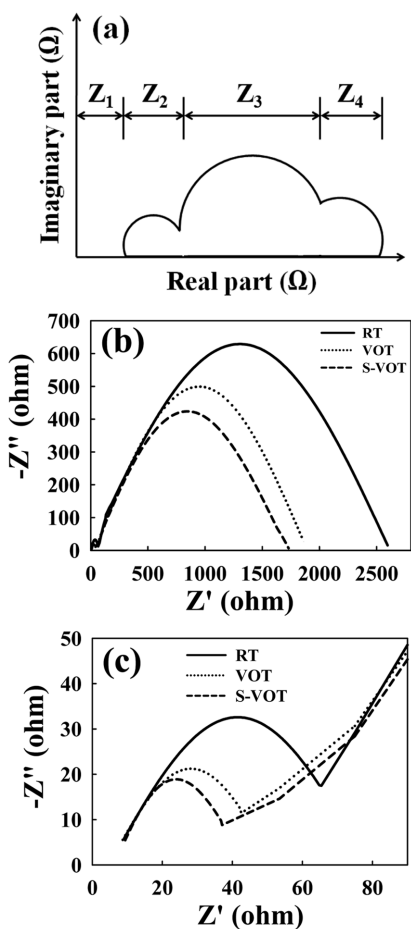 (a)
Z1 Z2 Z3 Z4
Imaginary part (Ω)
Real part (Ω)
(b)
RT
VOT
S-VOT
700
600
500
400
300
200
100
0
-Z'' (ohm)
0 500 1000 1500 2000 2500
Z' (ohm)
(c)
RT
VOT
S-VOT
50
40
30
20
10
0
-Z'' (ohm)
0 20 40 60 80
Z' (ohm)